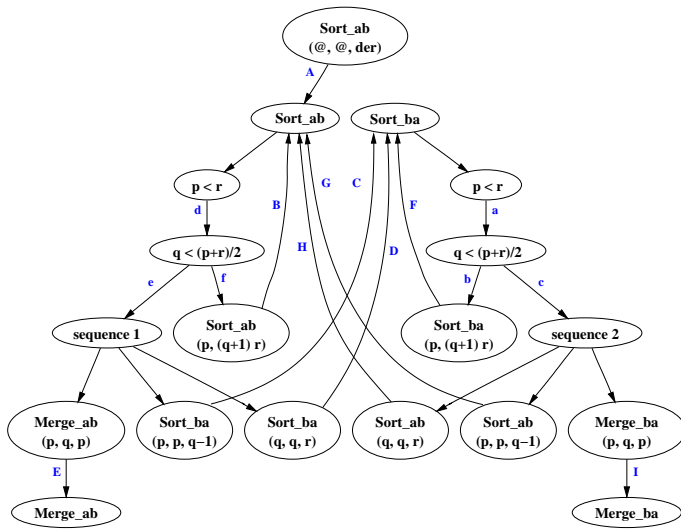 Sort_ab
(@, @, der)
A
Sort_ab
Sort_ba
p < r
p < r
G
C
B
F
d
a
q < (p+r)/2
H
D
q < (p+r)/2
e
f
b
c
sequence 1
Sort_ab
(p, (q+1) r)
Sort_ba
(p, (q+1) r)
sequence 2
Merge_ab
(p, q, p)
Sort_ba
(p, p, q−1)
Sort_ba
(q, q, r)
Sort_ab
(q, q, r)
Sort_ab
(p, p, q−1)
Merge_ba
(p, q, p)
E
I
Merge_ab
Merge_ba